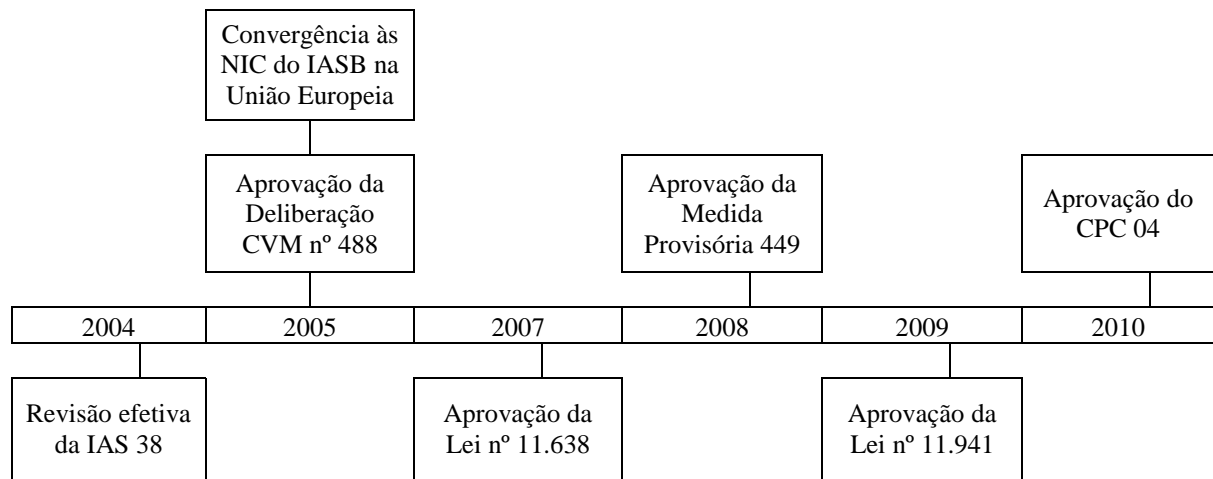 Convergência às
NIC do IASB na
União Europeia
Aprovação da
Deliberação
CVM nº 488
Aprovação da
Medida
Provisória 449
Aprovação do
CPC 04
2004
2005
2007
2008
2009
2010
Revisão efetiva
da IAS 38
Aprovação da
Lei nº 11.638
Aprovação da
Lei nº 11.941